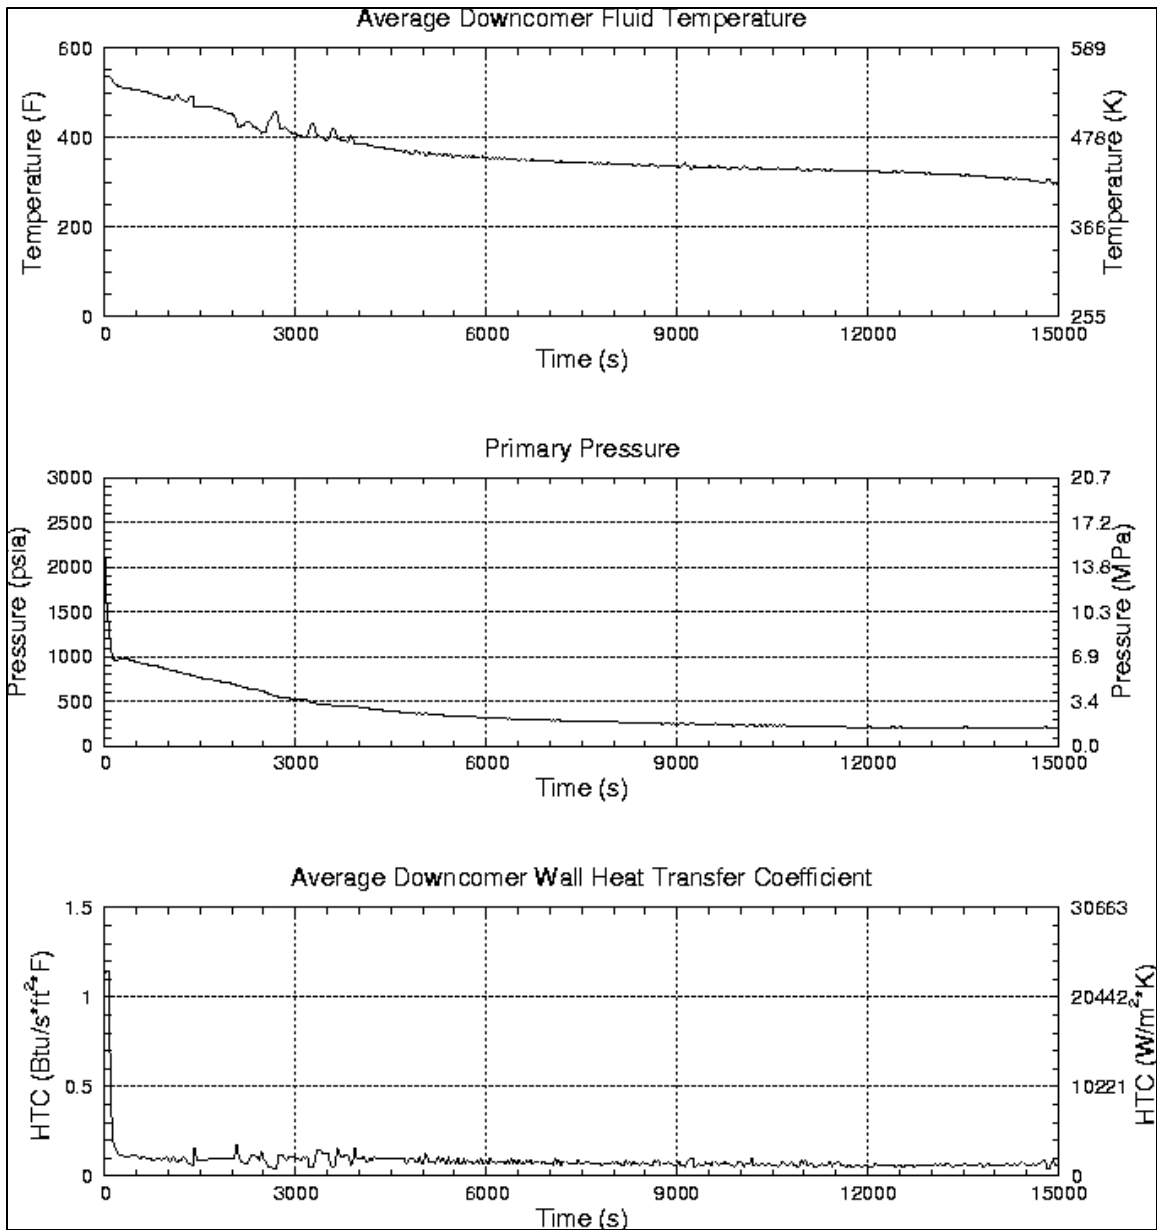 Average Downcomer Fluid Temperature
600
400
200
0
589
478
366
255
Temperature (F)
Temperature (K)
0 3000 6000 9000 12000 15000
Time (s)
Primary Pressure
3000
2500
2000
1500
1000
500
0
20.7
17.2
13.8
10.3
6.9
3.4
0.0
Pressure (psia)
Pressure (MPa)
0 3000 6000 9000 12000 15000
Time (s)
Average Downcomer Wall Heat Transfer Coefficient
1.5
1
0.5
0
30663
20442
10221
0
HTC (Btu/s*ft²*F)
HTC (W/m²*K)
0 3000 6000 9000 12000 15000
Time (s)